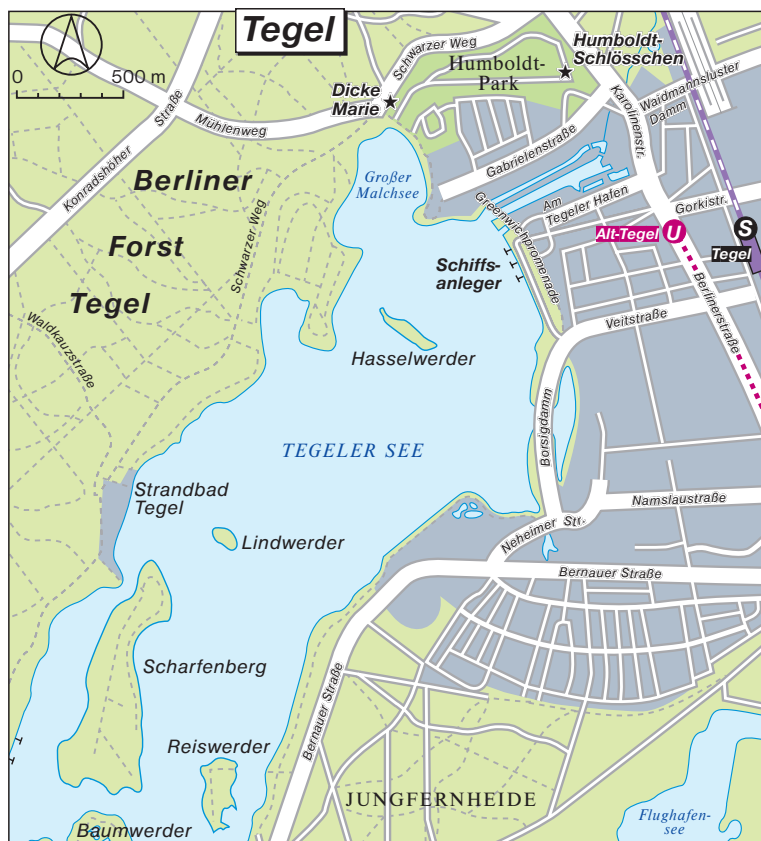 Tegel
0
500 m
Schwarzer Weg
Humboldt-
Park
Humboldt-
Schlösschen
Dicke
Marie
Mühlenweg
Konradshöher
Straße
Karolinenstr.
Waidmannsluster
Damm
Gabrielenstraße
Großer
Malchsee
Berliner
Forst
Tegel
Schwarzer Weg
Waldkauzstraße
Greenwichpromenade
Am
Tegeler Hafen
Gorkistr.
Alt-Tegel
U
S
Tegel
Schiffs-
anleger
Berlinerstraße
Veitstraße
Hasselwerder
Borsigdamm
TEGELER SEE
Strandbad
Tegel
Namslaustraße
Neheimer Str.
Lindwerder
Bernauer Straße
Scharfenberg
Bernauer Straße
Reiswerder
JUNGFERNHEIDE
Flughafen-
see
Baumwerder